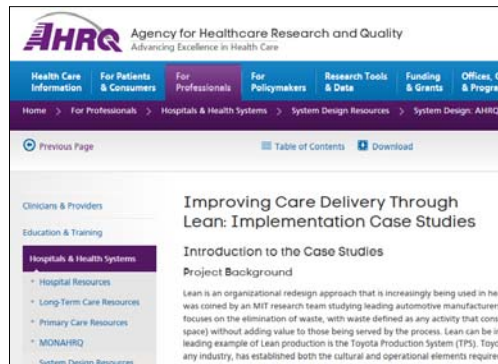 AHRQ
Agency for Healthcare Research and Quality
Advancing Excellence in Health Care
Health Care Information
For Patients & Consumers
For Professionals
For Policymakers
Research Tools & Data
Funding & Grants
Offices,
& Progra
Home > For Professionals > Hospitals & Health Systems > System Design Resources > System Design: AHRQ
Previous Page
Table of Contents
Download
Clinicians & Providers
Education & Training
Hospitals & Health Systems
Hospital Resources
Long-Term Care Resources
Primary Care Resources
MONAHRQ
System Design Resources
Improving Care Delivery Through
Lean: Implementation Case Studies
Introduction to the Case Studies
Project Background
Lean is an organizational redesign approach that is increasingly being used in he
was coined by an MIT research team studying leading automotive manufacturers
focuses on the elimination of waste, with waste defined as any activity that cons
space) without adding value to those being served by the process. Lean can be i
leading example of Lean production is the Toyota Production System (TPS). Toyo
any industry, has established both the cultural and operational elements require